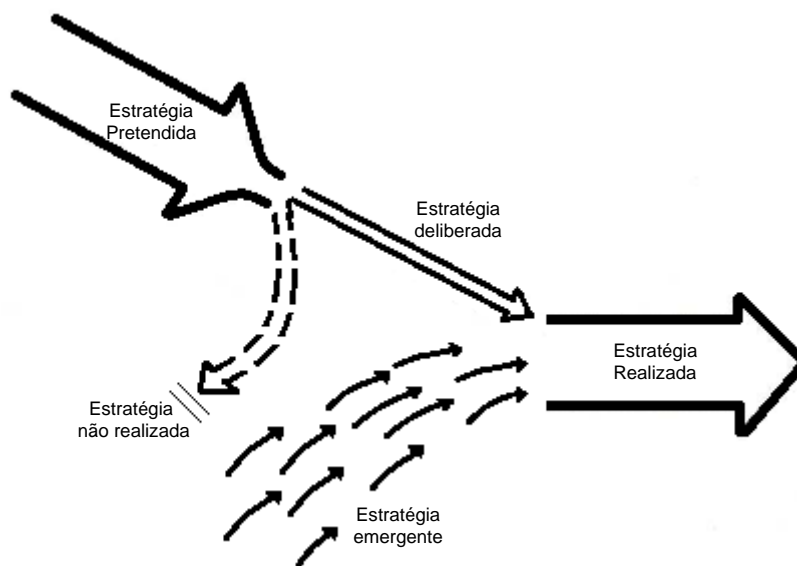 Estratégia
Pretendida
Estratégia
deliberada
Estratégia
Realizada
Estratégia
não realizada
Estratégia
emergente